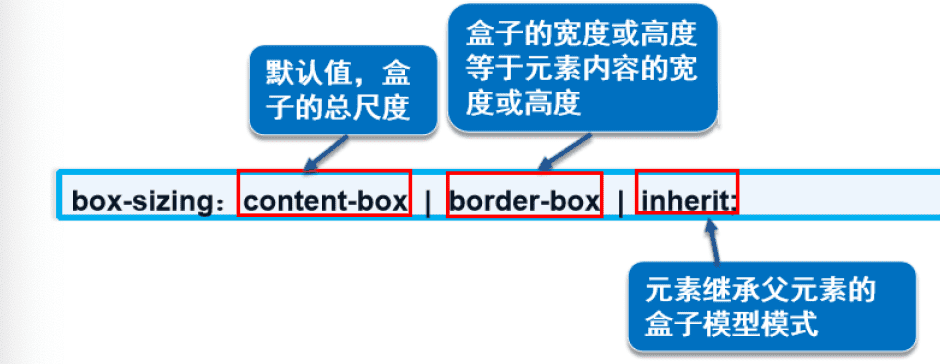 默认值，盒
子的总尺度
盒子的宽度或高度
等于元素内容的宽
度或高度
box-sizing：content-box | border-box | inherit;
元素继承父元素的
盒子模型模式